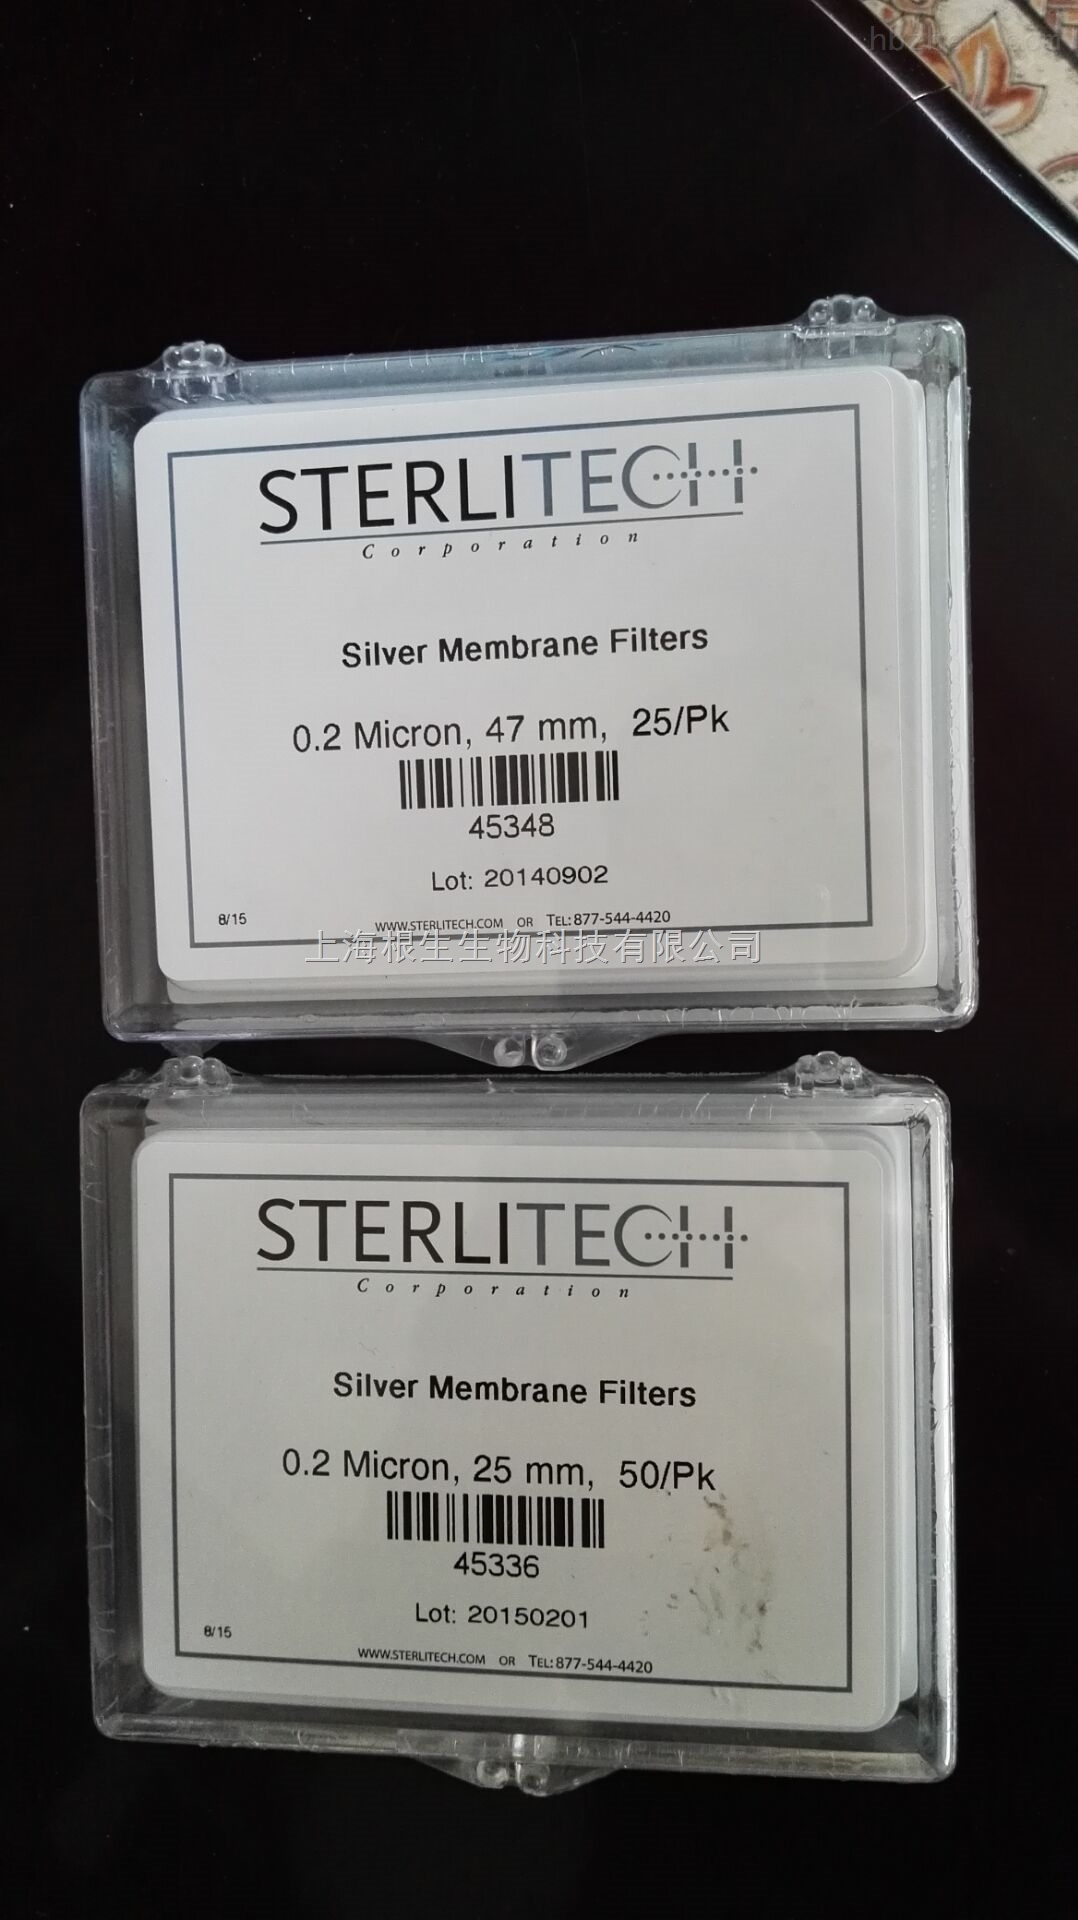 STERLITECH
Corporation
Silver Membrane Filters
0.2 Micron, 47 mm, 25/Pk
45348
Lot: 20140902
8/15
WWW.STERLITECH.COM OR TEL: 877-544-4420
上海根生生物科技有限公司
STERLITECH
Corporation
Silver Membrane Filters
0.2 Micron, 25 mm, 50/Pk
45336
Lot: 20150201
8/15
WWW.STERLITECH.COM OR TEL: 877-544-4420